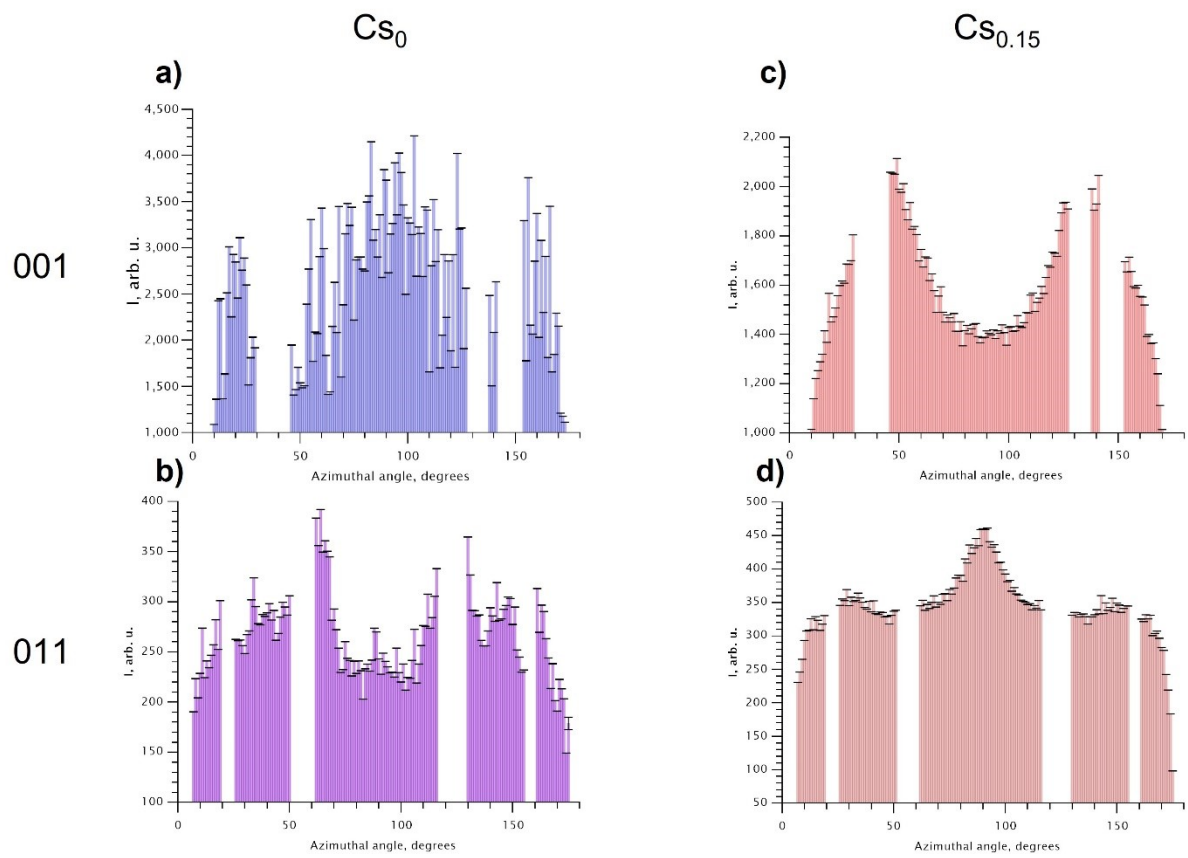 Cs0 Cs0.15
a) c)
001
I, arb. u.
4,500
4,000
3,500
3,000
2,500
2,000
1,500
1,000
0 50 100 150
Azimuthal angle, degrees
I, arb. u.
2,200
2,000
1,800
1,600
1,400
1,200
1,000
0 50 100 150
Azimuthal angle, degrees
b) d)
011
I, arb. u.
400
350
300
250
200
150
100
0 50 100 150
Azimuthal angle, degrees
I, arb. u.
500
450
400
350
300
250
200
150
100
50
0 50 100 150
Azimuthal angle, degrees